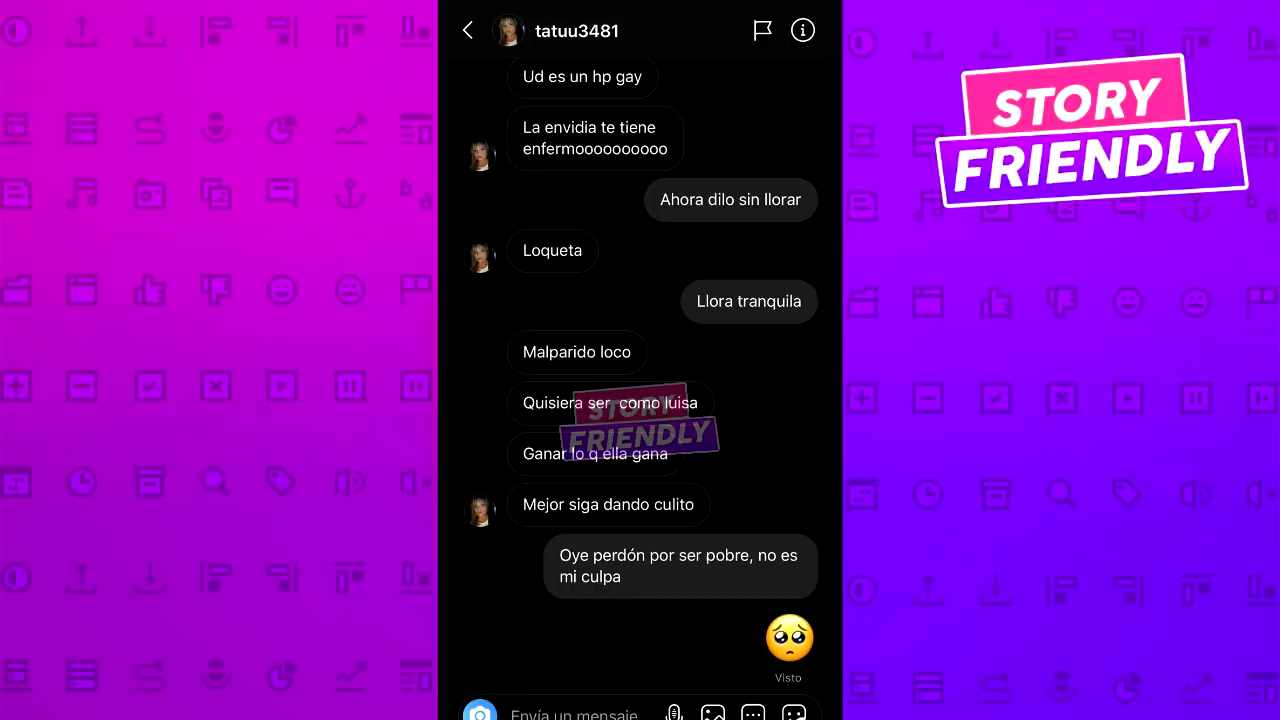 tatuu3481
Ud es un hp gay
La envidia te tiene
enfermoooooooooo
Ahora dilo sin llorar
Loqueta
Llora tranquila
Malparido loco
Quisiera ser como luisa
Ganar lo q ella gana
Mejor siga dando culito
Oye perdón por ser pobre, no es
mi culpa
Visto
Envía un mensaje
STORY
FRIENDLY
STORY
FRIENDLY